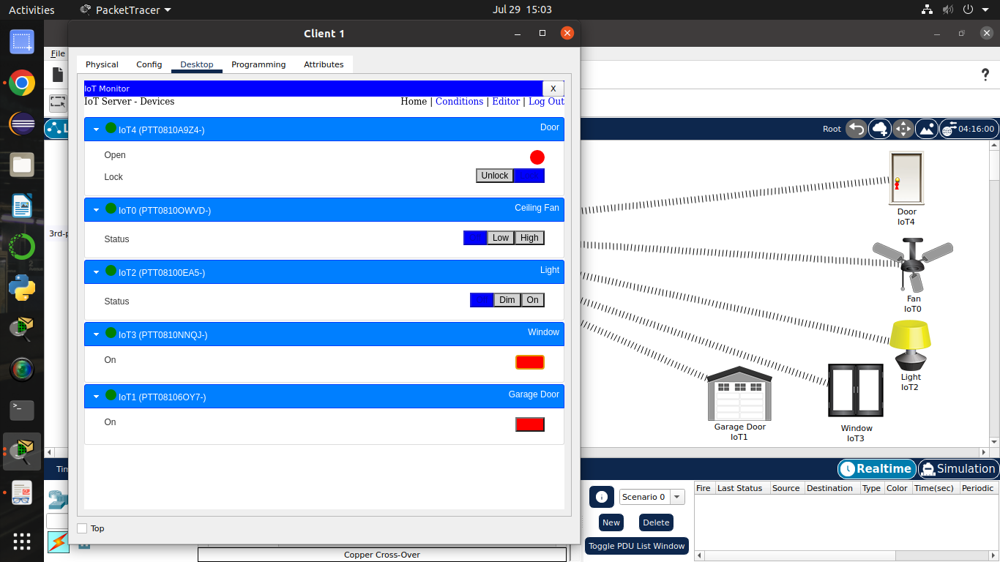 Activities PacketTracer Jul 29 15:03
Client 1
File
Physical Config Desktop Programming Attributes
IoT Monitor X
IoT Server - Devices Home | Conditions | Editor | Log Out
Root 04:16:00
IoT4 (PTT0810A9Z4-) Door
Open
Lock Unlock
IoT0 (PTT0810OWVD-) Ceiling Fan
Status Low High
IoT2 (PTT08100EA5-) Light
Status Dim On
IoT3 (PTT0810NNQJ-) Window
On
IoT1 (PTT08106OY7-) Garage Door
On
Top
3rd-p
Door
IoT4
Fan
IoT0
Light
IoT2
Garage Door
IoT1
Window
IoT3
Tim
Realtime Simulation
Scenario 0
New Delete
Toggle PDU List Window
Fire Last Status Source Destination Type Color Time(sec) Periodic
Copper Cross-Over